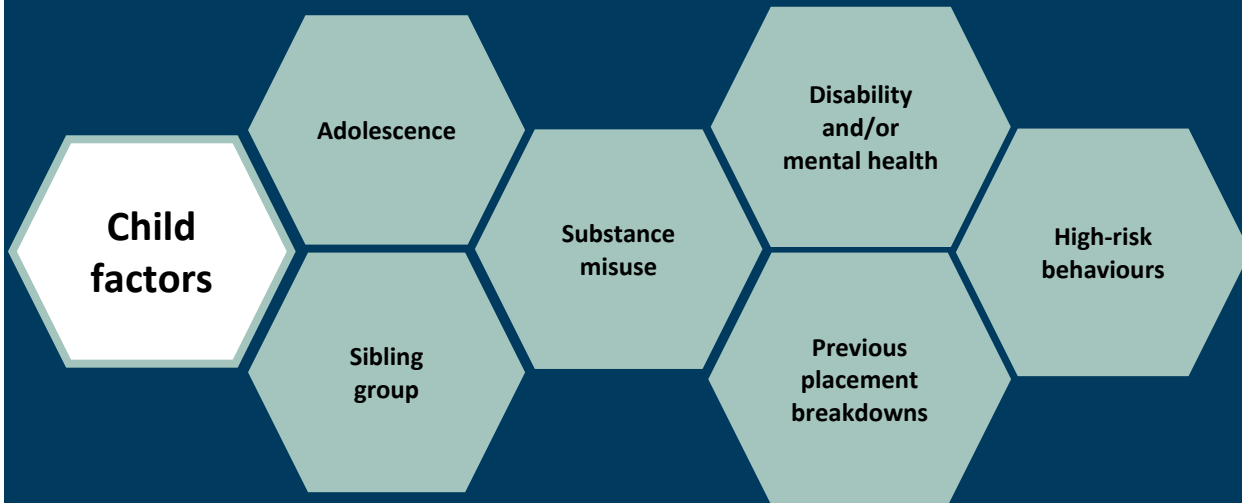 Child
factors
Adolescence
Sibling
group
Substance
misuse
Disability
and/or
mental health
Previous
placement
breakdowns
High-risk
behaviours